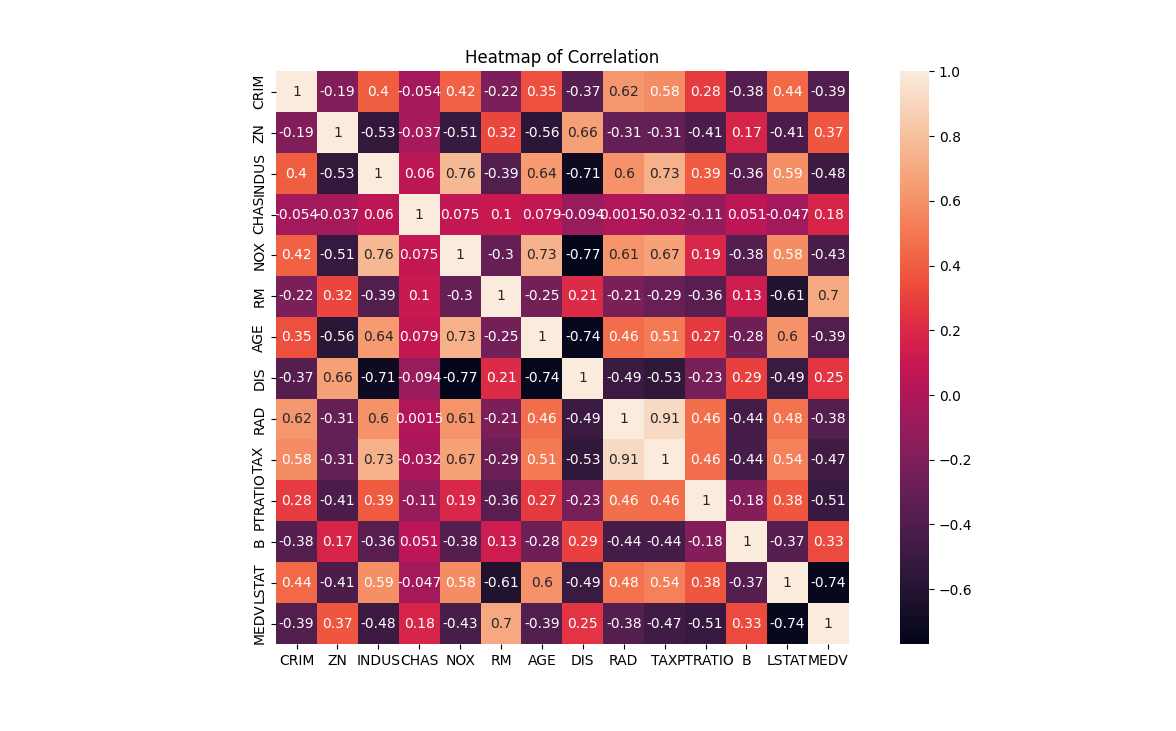 Heatmap of Correlation
CRIM 1 -0.19 0.4 -0.054 0.42 -0.22 0.35 -0.37 0.62 0.58 0.28 -0.38 0.44 -0.39
ZN -0.19 1 -0.53 -0.037 -0.51 0.32 -0.56 0.66 -0.31 -0.31 -0.41 0.17 -0.41 0.37
INDUS 0.4 -0.53 1 0.06 0.76 -0.39 0.64 -0.71 0.6 0.73 0.39 -0.36 0.59 -0.48
CHAS -0.054 -0.037 0.06 1 0.075 0.1 0.079 -0.094 0.0015 -0.032 -0.11 0.051 -0.047 0.18
NOX 0.42 -0.51 0.76 0.075 1 -0.3 0.73 -0.77 0.61 0.67 0.19 -0.38 0.58 -0.43
RM -0.22 0.32 -0.39 0.1 -0.3 1 -0.25 0.21 -0.21 -0.29 -0.36 0.13 -0.61 0.7
AGE 0.35 -0.56 0.64 0.079 0.73 -0.25 1 -0.74 0.46 0.51 0.27 -0.28 0.6 -0.39
DIS -0.37 0.66 -0.71 -0.094 -0.77 0.21 -0.74 1 -0.49 -0.53 -0.23 0.29 -0.49 0.25
RAD 0.62 -0.31 0.6 0.0015 0.61 -0.21 0.46 -0.49 1 0.91 0.46 -0.44 0.48 -0.38
TAX 0.58 -0.31 0.73 -0.032 0.67 -0.29 0.51 -0.53 0.91 1 0.46 -0.44 0.54 -0.47
PTRATIO 0.28 -0.41 0.39 -0.11 0.19 -0.36 0.27 -0.23 0.46 0.46 1 -0.18 0.38 -0.51
B -0.38 0.17 -0.36 0.051 -0.38 0.13 -0.28 0.29 -0.44 -0.44 -0.18 1 -0.37 0.33
LSTAT 0.44 -0.41 0.59 -0.047 0.58 -0.61 0.6 -0.49 0.48 0.54 0.38 -0.37 1 -0.74
MEDV -0.39 0.37 -0.48 0.18 -0.43 0.7 -0.39 0.25 -0.38 -0.47 -0.51 0.33 -0.74 1
CRIM ZN INDUS CHAS NOX RM AGE DIS RAD TAX PTRATIO B LSTAT MEDV
1.0
0.8
0.6
0.4
0.2
0.0
−0.2
−0.4
−0.6